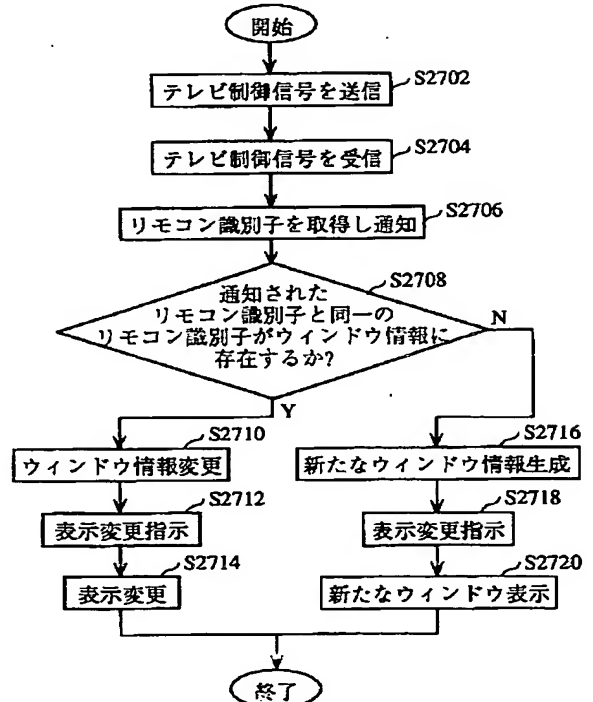 開始
テレビ制御信号を送信
S2702
テレビ制御信号を受信
S2704
リモコン識別子を取得し通知
S2706
S2708
通知された
リモコン識別子と同一の
リモコン識別子がウィンドウ情報に
存在するか?
N
Y
S2710
ウィンドウ情報変更
S2712
表示変更指示
S2714
表示変更
S2716
新たなウィンドウ情報生成
S2718
表示変更指示
S2720
新たなウィンドウ表示
終了